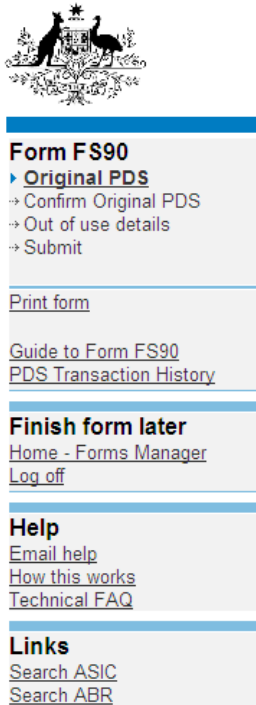 Form FS90
Original PDS
Confirm Original PDS
Out of use details
Submit
Print form
Guide to Form FS90
PDS Transaction History
Finish form later
Home - Forms Manager
Log off
Help
Email help
How this works
Technical FAQ
Links
Search ASIC
Search ABR